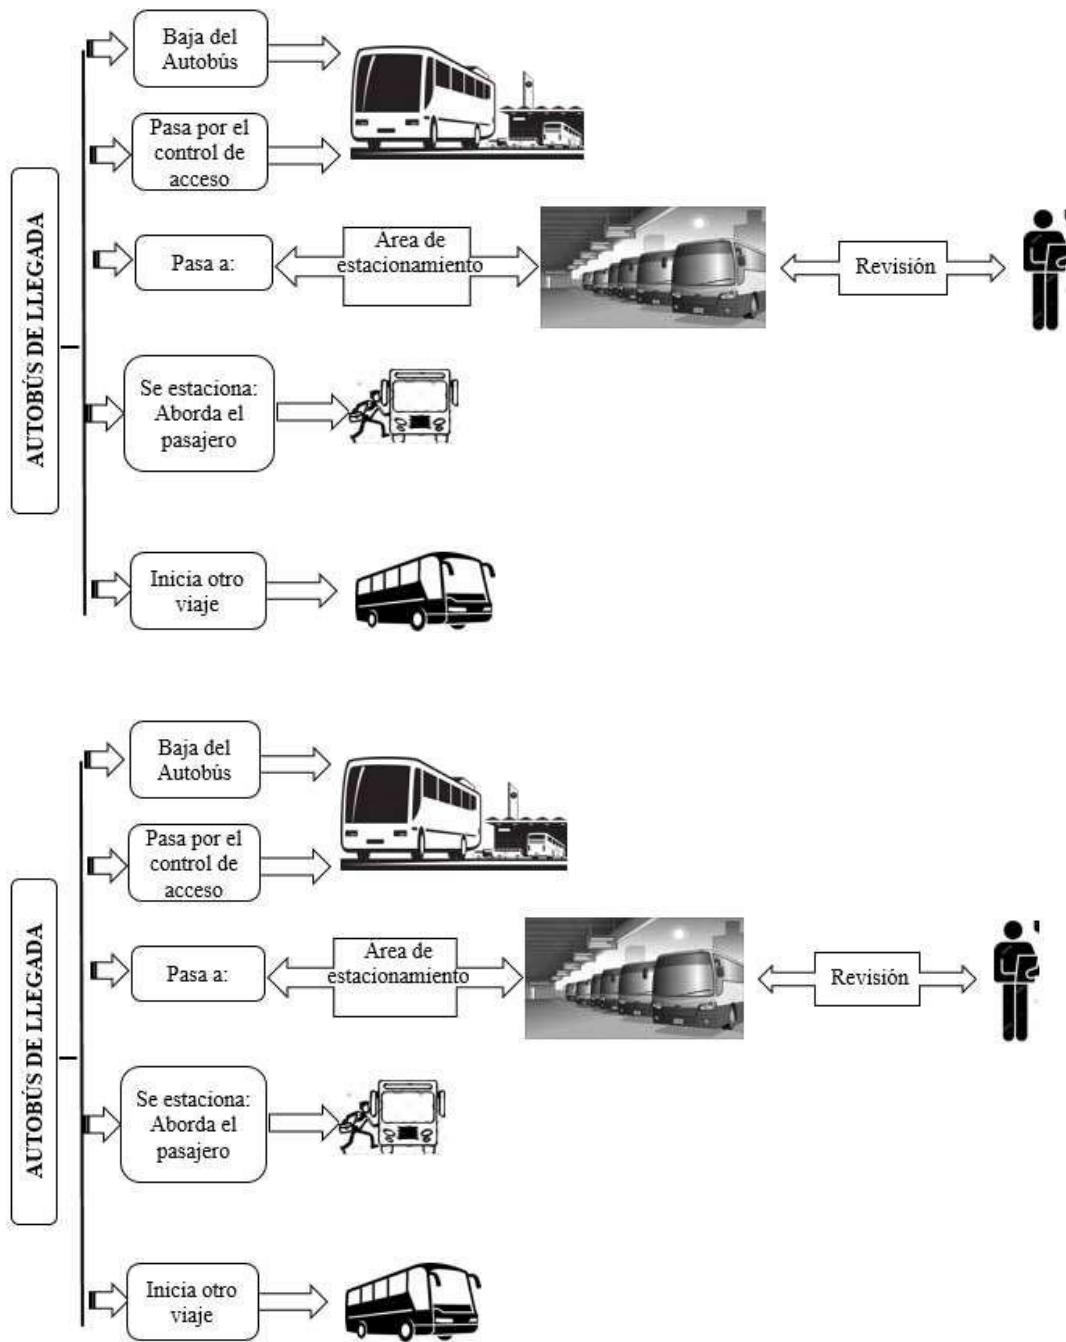 Baja del
Autobús
Pasa por el
control de
acceso
AUTOBÚS DE LLEGADA
Pasa a:
Area de
estacionamiento
Revisión
Se estaciona:
Aborda el
pasajero
Inicia otro
viaje
Baja del
Autobús
Pasa por el
control de
acceso
AUTOBÚS DE LLEGADA
Pasa a:
Area de
estacionamiento
Revisión
Se estaciona:
Aborda el
pasajero
Inicia otro
viaje